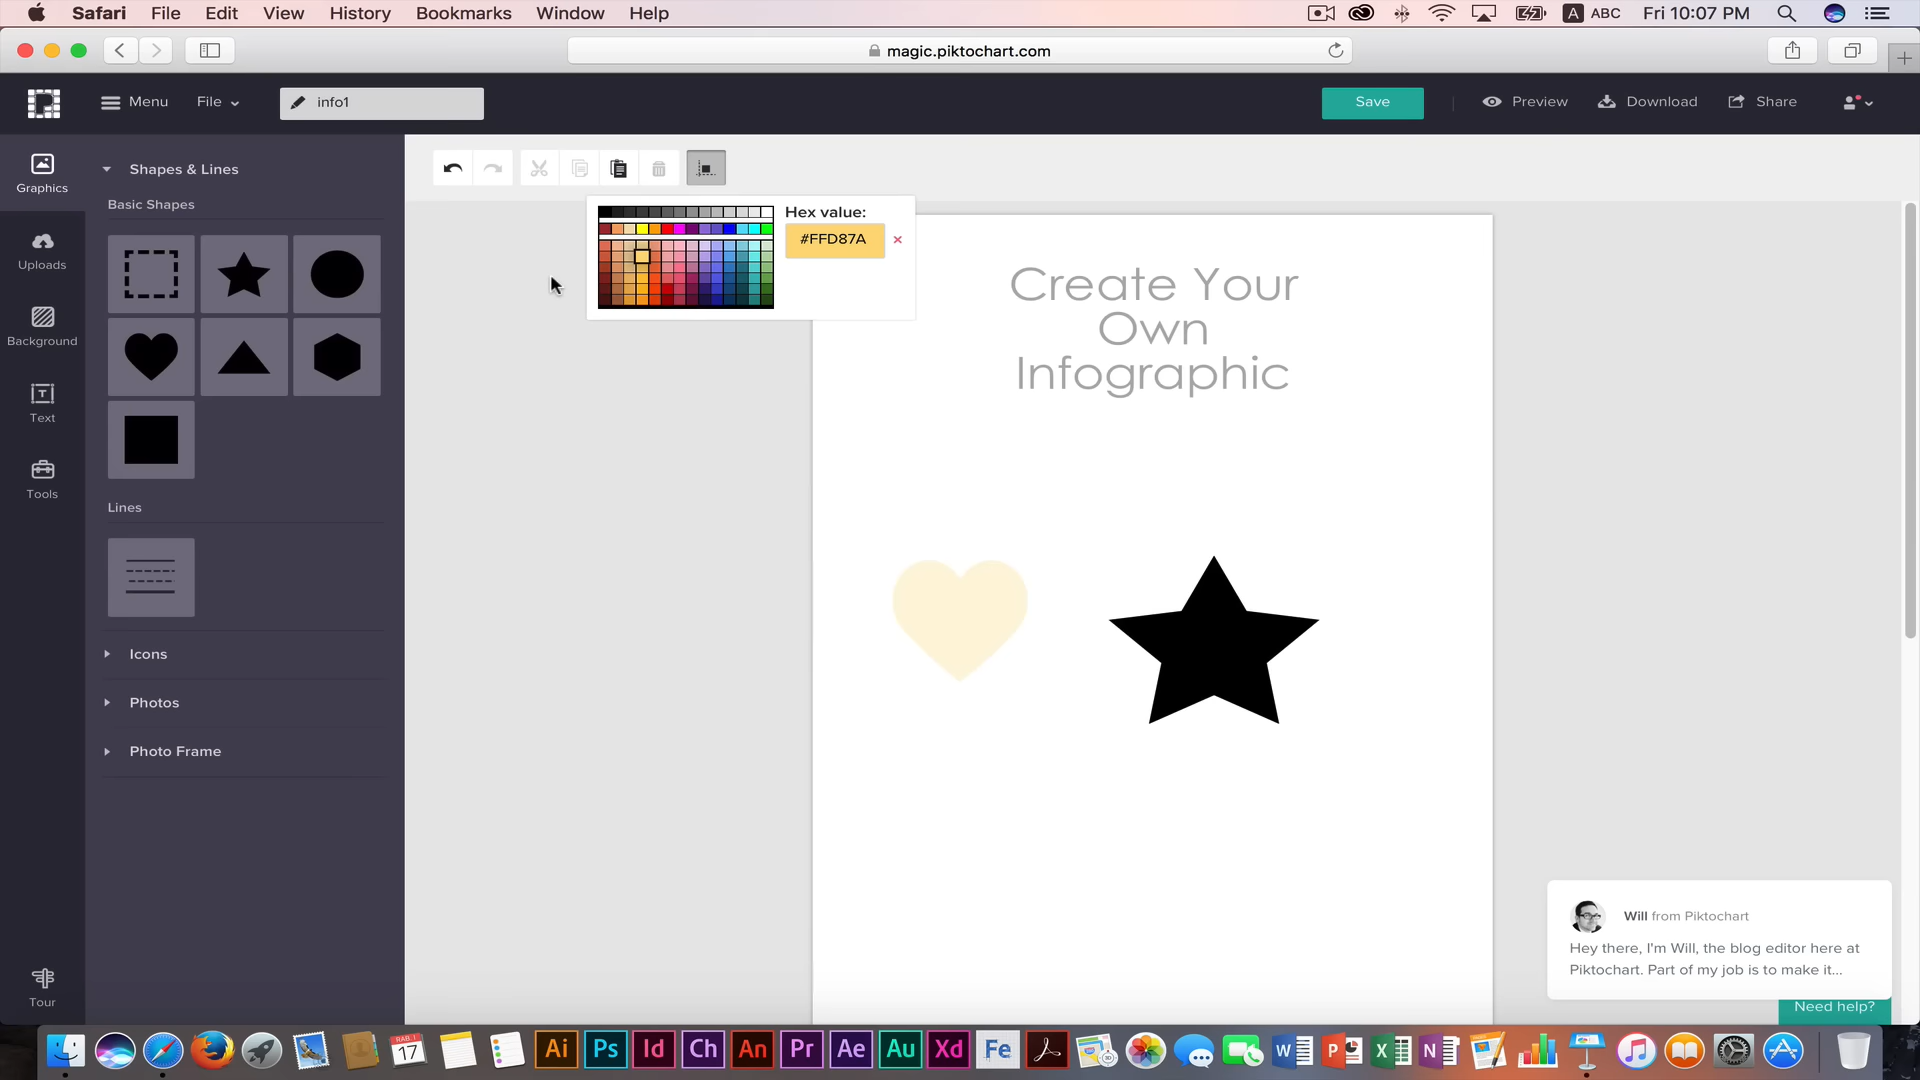 Safari File Edit View History Bookmarks Window Help
A ABC Fri 10:07 PM
magic.piktochart.com
Menu File info1 Save Preview Download Share
Graphics
Uploads
Background
Text
Tools
Tour
Shapes & Lines
Basic Shapes
Lines
Icons
Photos
Photo Frame
Hex value:
#FFD87A
Create Your
Own
Infographic
Will from Piktochart
Hey there, I'm Will, the blog editor here at
Piktochart. Part of my job is to make it...
Need help?
17 Ai Ps Id Ch An Pr Ae Au Xd Fe W P X N